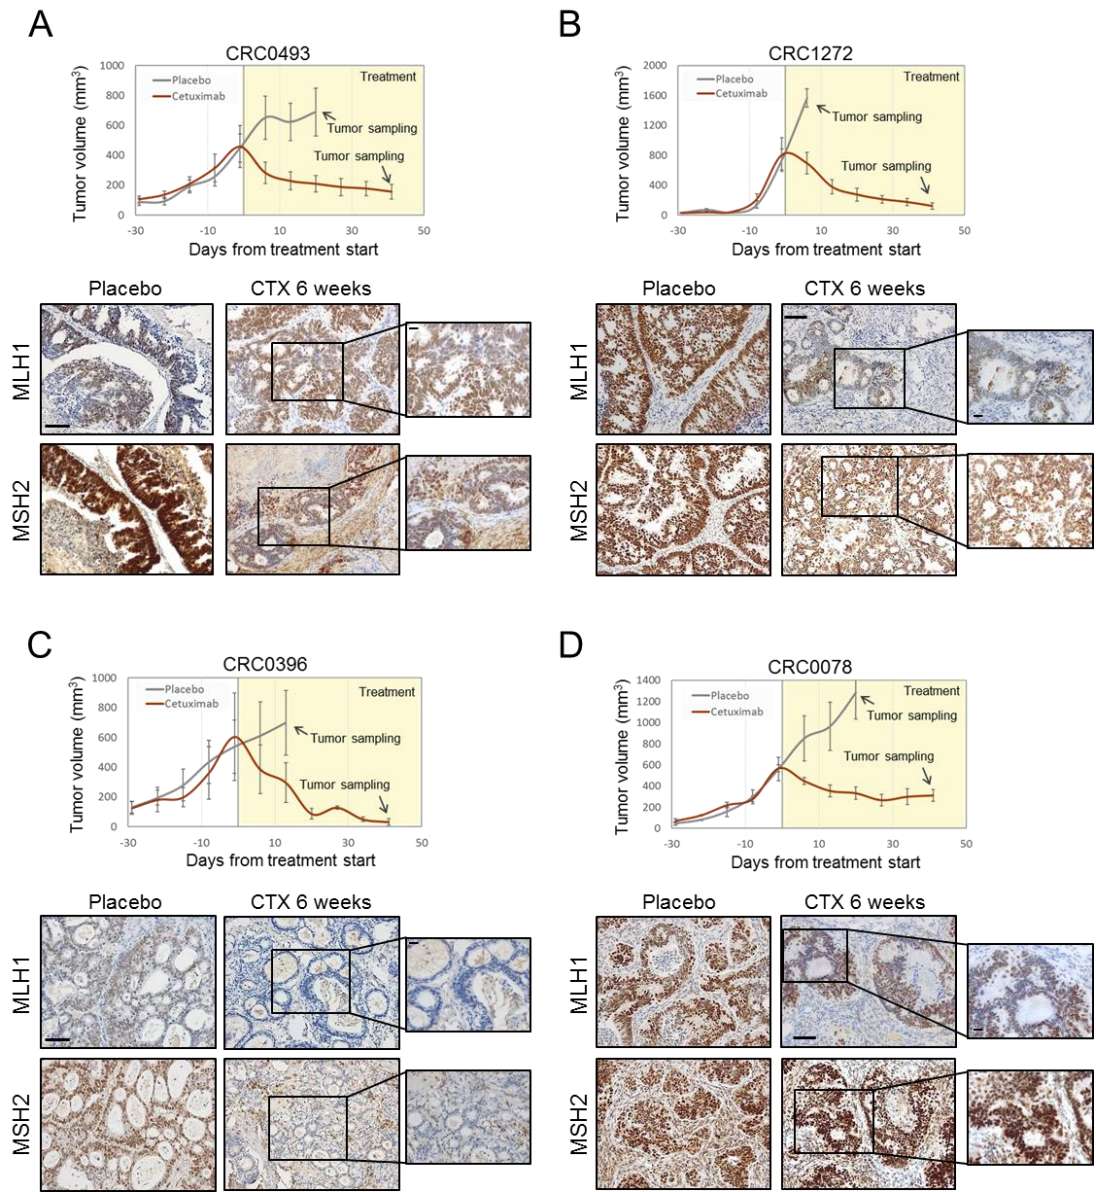 A
CRC0493
Tumor volume (mm³)
1000
800
600
400
200
0
Placebo
Cetuximab
Treatment
Tumor sampling
Tumor sampling
-30
-10
10
30
50
Days from treatment start
Placebo
CTX 6 weeks
MLH1
MSH2
B
CRC1272
Tumor volume (mm³)
2000
1600
1200
800
400
0
Placebo
Cetuximab
Treatment
Tumor sampling
Tumor sampling
-30
-10
10
30
50
Days from treatment start
Placebo
CTX 6 weeks
MLH1
MSH2
C
CRC0396
Tumor volume (mm³)
1000
800
600
400
200
0
Placebo
Cetuximab
Treatment
Tumor sampling
Tumor sampling
-30
-10
10
30
50
Days from treatment start
Placebo
CTX 6 weeks
MLH1
MSH2
D
CRC0078
Tumor volume (mm³)
1400
1200
1000
800
600
400
200
0
Placebo
Cetuximab
Treatment
Tumor sampling
Tumor sampling
-30
-10
10
30
50
Days from treatment start
Placebo
CTX 6 weeks
MLH1
MSH2